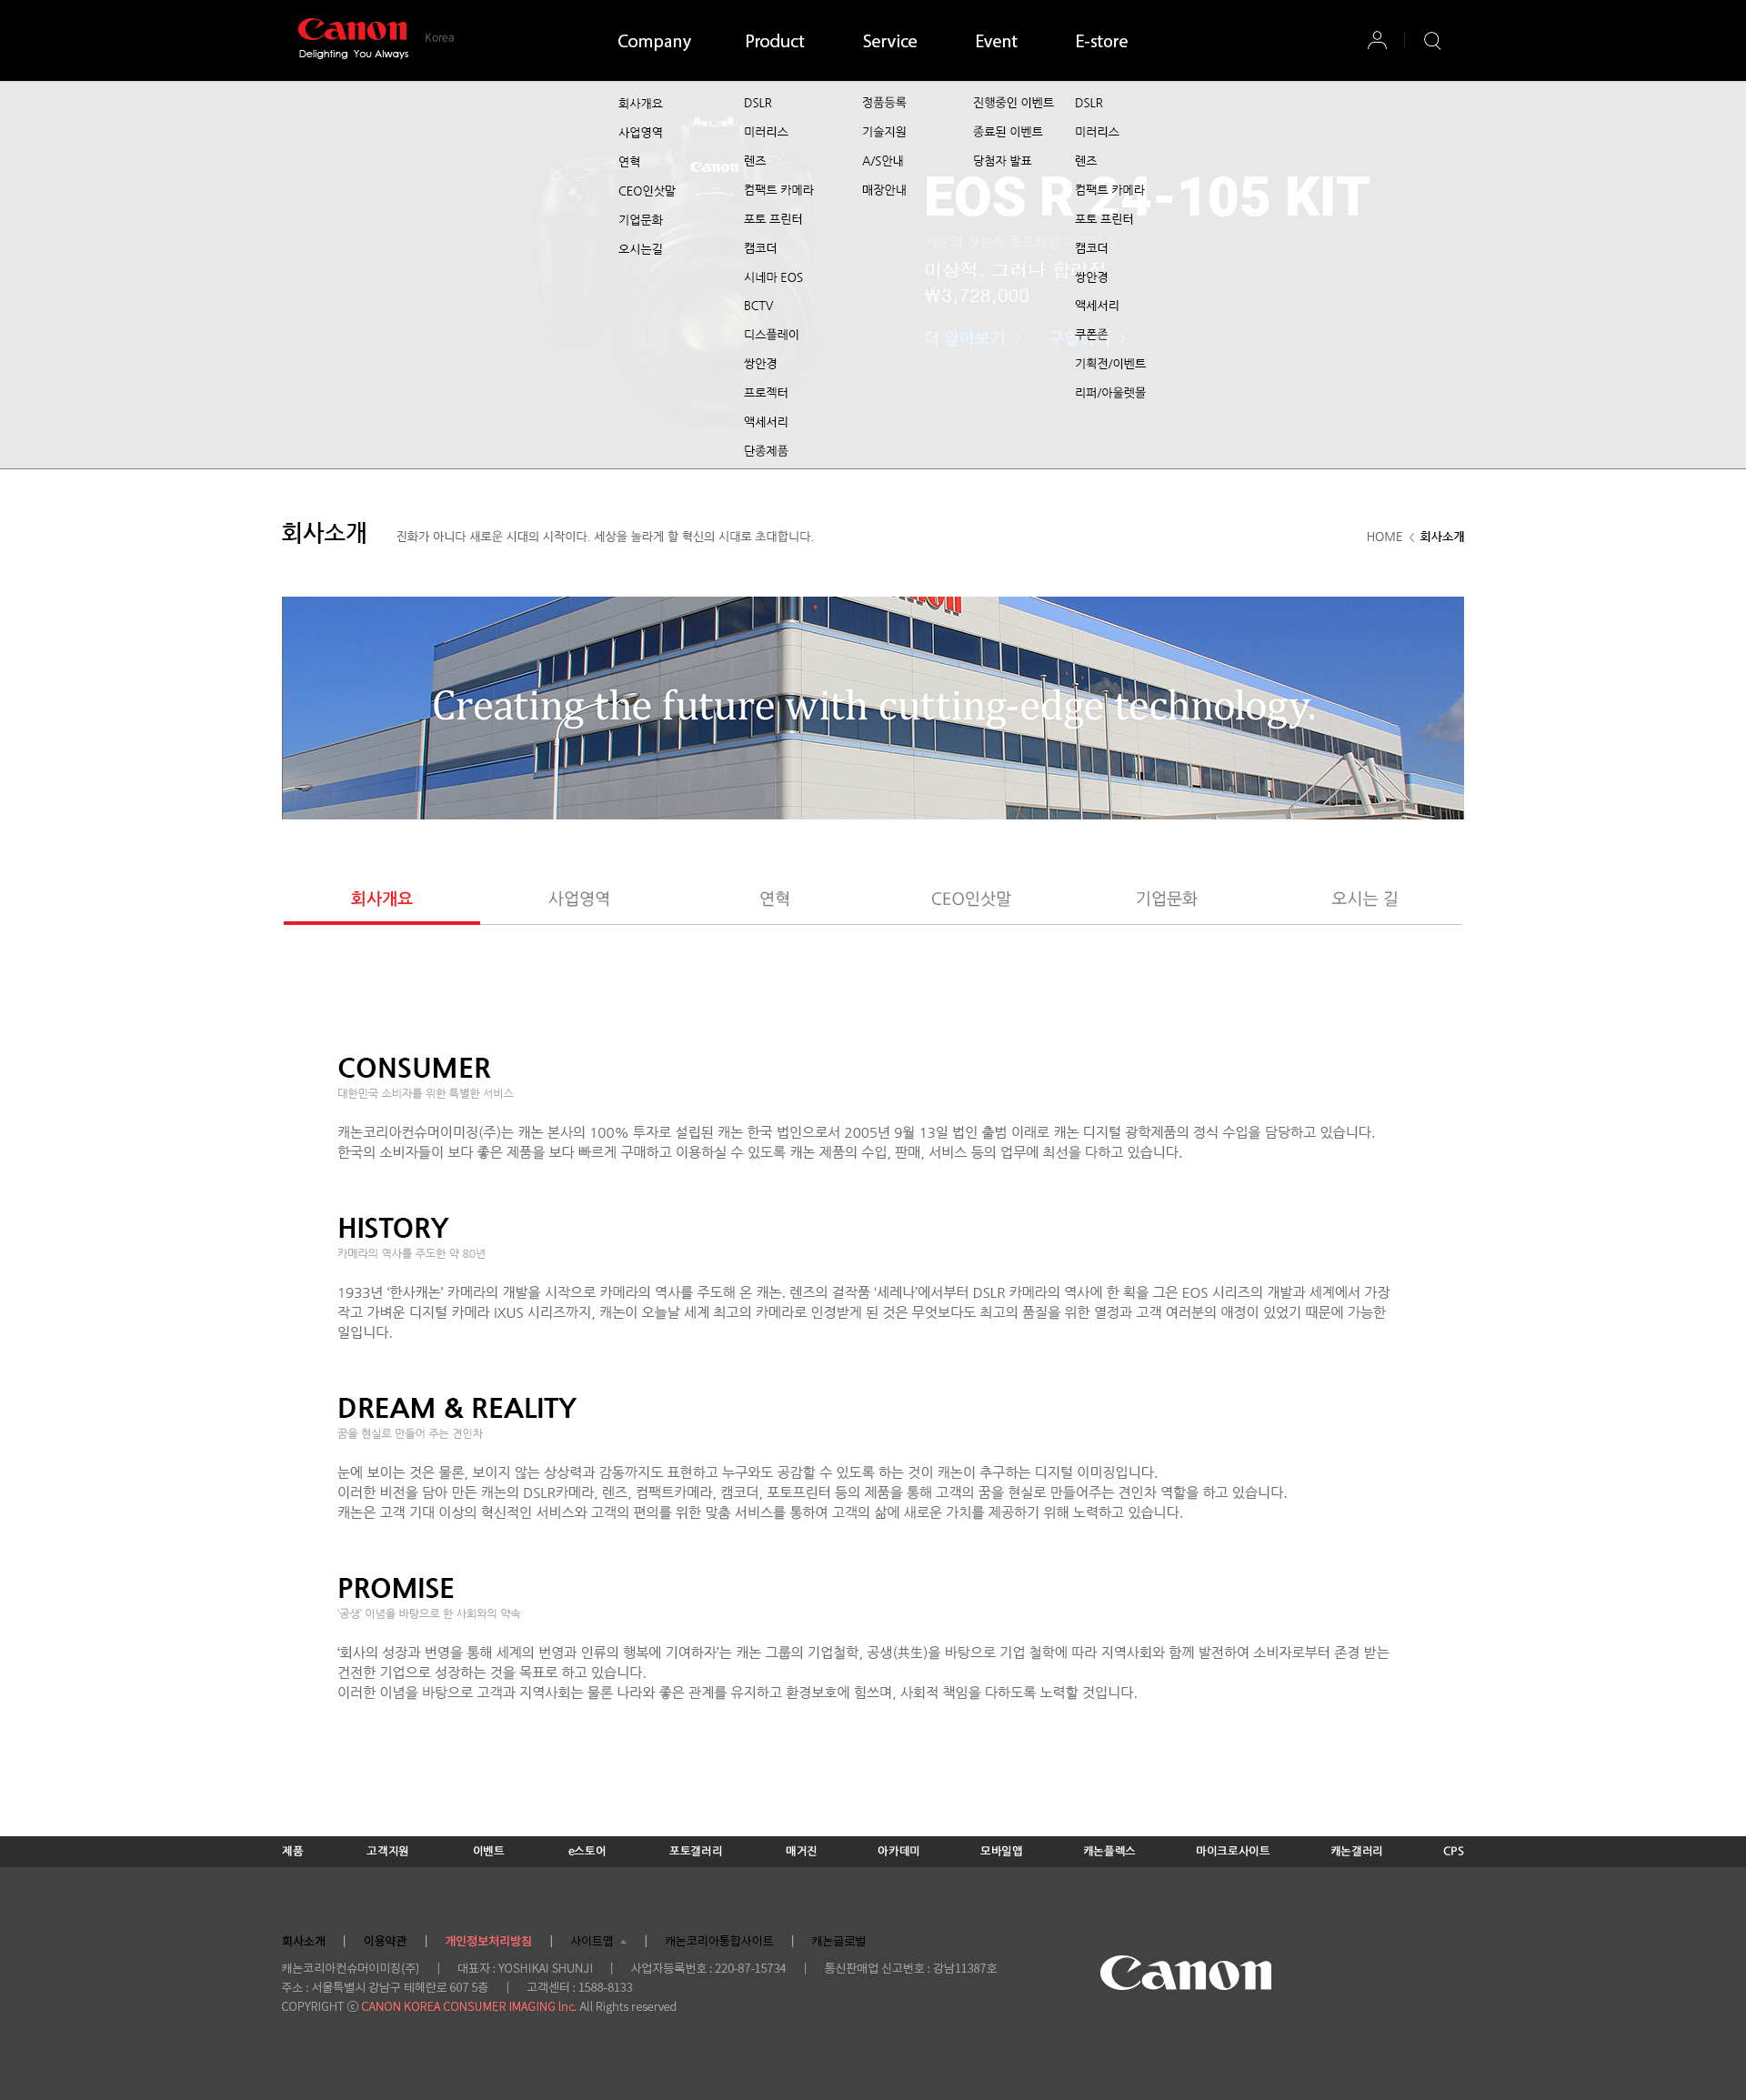 Canon
Delighting You Always
Korea
Company
Product
Service
Event
E-store
회사개요
사업영역
연혁
CEO인삿말
기업문화
오시는길
DSLR
미러리스
렌즈
컴팩트 카메라
포토 프린터
캠코더
시네마 EOS
BCTV
디스플레이
쌍안경
프로젝터
액세서리
단종제품
정품등록
기술지원
A/S안내
매장안내
진행중인 이벤트
종료된 이벤트
당첨자 발표
DSLR
미러리스
렌즈
컴팩트 카메라
포토 프린터
캠코더
쌍안경
액세서리
쿠폰존
기획전/이벤트
리퍼/아울렛몰
Canon
EOS R 24-105 KIT
이상적. 그러나 합리적
₩3,728,000
더 알아보기 >
회사소개
진화가 아니다 새로운 시대의 시작이다. 세상을 놀라게 할 혁신의 시대로 초대합니다.
HOME < 회사소개
Creating the future with cutting-edge technology.
회사개요
사업영역
연혁
CEO인삿말
기업문화
오시는 길
CONSUMER
대한민국 소비자를 위한 특별한 서비스
캐논코리아컨슈머이미징(주)는 캐논 본사의 100% 투자로 설립된 캐논 한국 법인으로서 2005년 9월 13일 법인 출범 이래로 캐논 디지털 광학제품의 정식 수입을 담당하고 있습니다.
한국의 소비자들이 보다 좋은 제품을 보다 빠르게 구매하고 이용하실 수 있도록 캐논 제품의 수입, 판매, 서비스 등의 업무에 최선을 다하고 있습니다.
HISTORY
카메라의 역사를 주도한 약 80년
1933년 ‘한사캐논’ 카메라의 개발을 시작으로 카메라의 역사를 주도해 온 캐논. 렌즈의 걸작품 ‘세레나’에서부터 DSLR 카메라의 역사에 한 획을 그은 EOS 시리즈의 개발과 세계에서 가장
작고 가벼운 디지털 카메라 IXUS 시리즈까지, 캐논이 오늘날 세계 최고의 카메라로 인정받게 된 것은 무엇보다도 최고의 품질을 위한 열정과 고객 여러분의 애정이 있었기 때문에 가능한
일입니다.
DREAM & REALITY
꿈을 현실로 만들어 주는 견인차
눈에 보이는 것은 물론, 보이지 않는 상상력과 감동까지도 표현하고 누구와도 공감할 수 있도록 하는 것이 캐논이 추구하는 디지털 이미징입니다.
이러한 비전을 담아 만든 캐논의 DSLR카메라, 렌즈, 컴팩트카메라, 캠코더, 포토프린터 등의 제품을 통해 고객의 꿈을 현실로 만들어주는 견인차 역할을 하고 있습니다.
캐논은 고객 기대 이상의 혁신적인 서비스와 고객의 편의를 위한 맞춤 서비스를 통하여 고객의 삶에 새로운 가치를 제공하기 위해 노력하고 있습니다.
PROMISE
‘공생’ 이념을 바탕으로 한 사회와의 약속
‘회사의 성장과 번영을 통해 세계의 번영과 인류의 행복에 기여하자’는 캐논 그룹의 기업철학, 공생(共生)을 바탕으로 기업 철학에 따라 지역사회와 함께 발전하여 소비자로부터 존경 받는
건전한 기업으로 성장하는 것을 목표로 하고 있습니다.
이러한 이념을 바탕으로 고객과 지역사회는 물론 나라와 좋은 관계를 유지하고 환경보호에 힘쓰며, 사회적 책임을 다하도록 노력할 것입니다.
제품 고객지원 이벤트 e스토어 포토갤러리 매거진 아카데미 모바일앱 캐논플렉스 마이크로사이트 캐논갤러리 CPS
회사소개 | 이용약관 | 개인정보처리방침 | 사이트맵 | 캐논코리아통합사이트 | 캐논글로벌
캐논코리아컨슈머이미징(주) | 대표자 : YOSHIKAI SHUNJI | 사업자등록번호 : 220-87-15734 | 통신판매업 신고번호 : 강남11387호
주소 : 서울특별시 강남구 테헤란로 607 5층 | 고객센터 : 1588-8133
COPYRIGHT ⓒ CANON KOREA CONSUMER IMAGING Inc. All Rights reserved
Canon